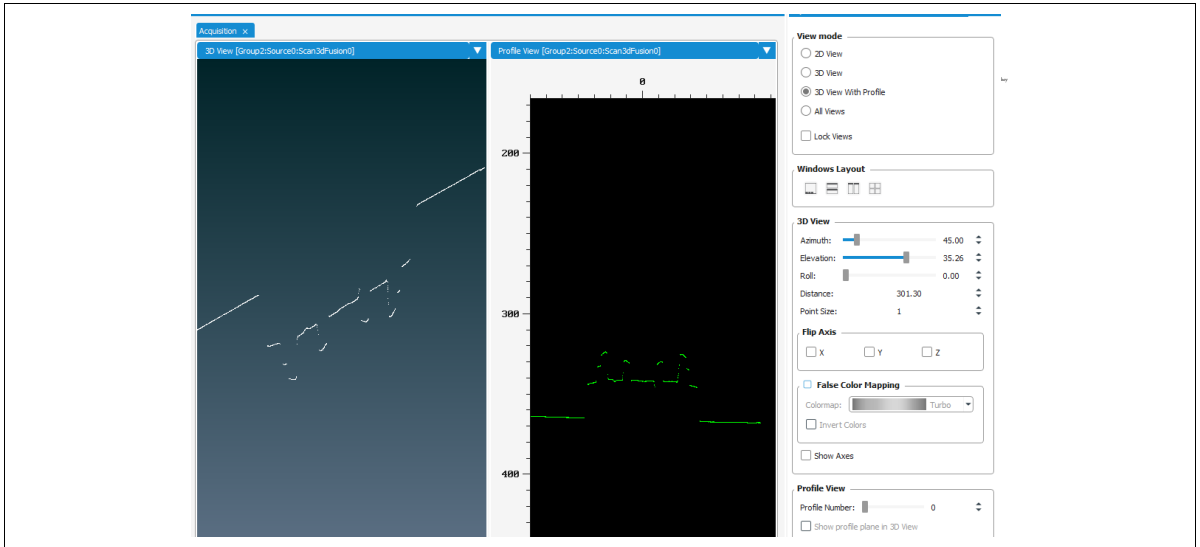 Acquisition ×
3D View [Group2:Source0:Scan3dFusion0]
Profile View [Group2:Source0:Scan3dFusion0]
0
200
300
400
View mode
2D View
3D View
3D View With Profile
All Views
Lock Views
Windows Layout
3D View
Azimuth: 45.00
Elevation: 35.26
Roll: 0.00
Distance: 301.30
Point Size: 1
Flip Axis
X Y Z
False Color Mapping
Colormap: Turbo
Invert Colors
Show Axes
Profile View
Profile Number: 0
Show profile plane in 3D View